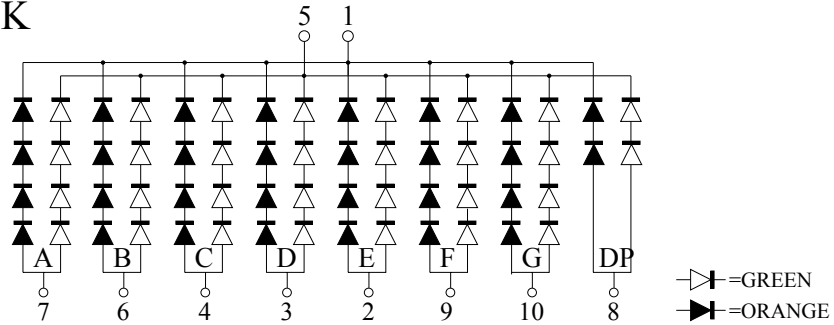 K
5 1
A B C D E F G DP
7 6 4 3 2 9 10 8
=GREEN
=ORANGE